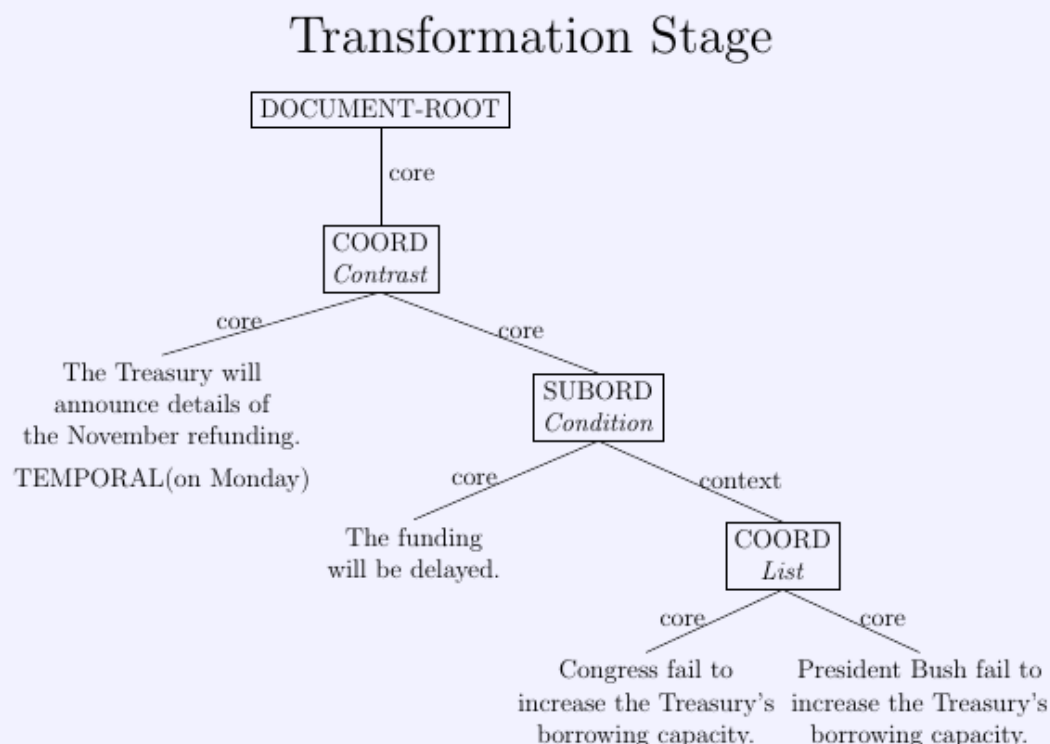 Transformation Stage
DOCUMENT-ROOT
core
COORD
Contrast
core
core
The Treasury will
announce details of
the November refunding.
TEMPORAL(on Monday)
SUBORD
Condition
core
context
The funding
will be delayed.
COORD
List
core
core
Congress fail to
increase the Treasury's
borrowing capacity.
President Bush fail to
increase the Treasury's
borrowing capacity.